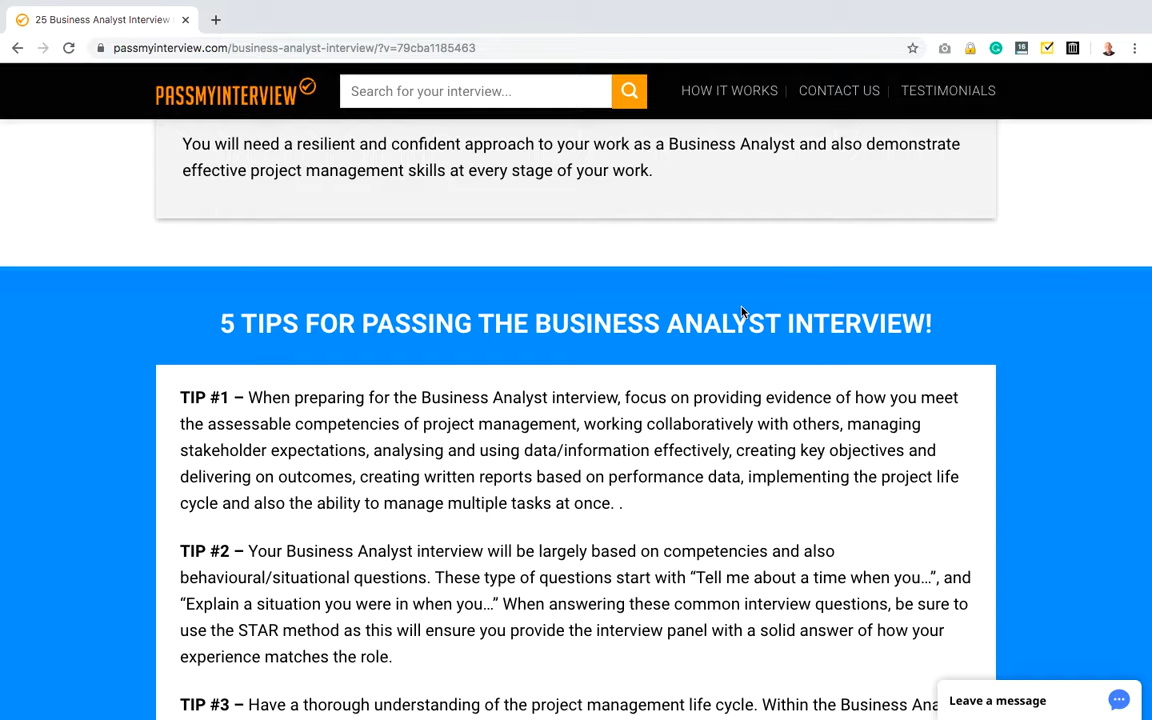 25 Business Analyst Interview
passmyinterview.com/business-analyst-interview/?v=79cba1185463
16
PASSMYINTERVIEW
Search for your interview...
HOW IT WORKS
CONTACT US
TESTIMONIALS
You will need a resilient and confident approach to your work as a Business Analyst and also demonstrate
effective project management skills at every stage of your work.
5 TIPS FOR PASSING THE BUSINESS ANALYST INTERVIEW!
TIP #1 – When preparing for the Business Analyst interview, focus on providing evidence of how you meet
the assessable competencies of project management, working collaboratively with others, managing
stakeholder expectations, analysing and using data/information effectively, creating key objectives and
delivering on outcomes, creating written reports based on performance data, implementing the project life
cycle and also the ability to manage multiple tasks at once. .
TIP #2 – Your Business Analyst interview will be largely based on competencies and also
behavioural/situational questions. These type of questions start with “Tell me about a time when you…”, and
“Explain a situation you were in when you…” When answering these common interview questions, be sure to
use the STAR method as this will ensure you provide the interview panel with a solid answer of how your
experience matches the role.
TIP #3 – Have a thorough understanding of the project management life cycle. Within the Business Ana
Leave a message